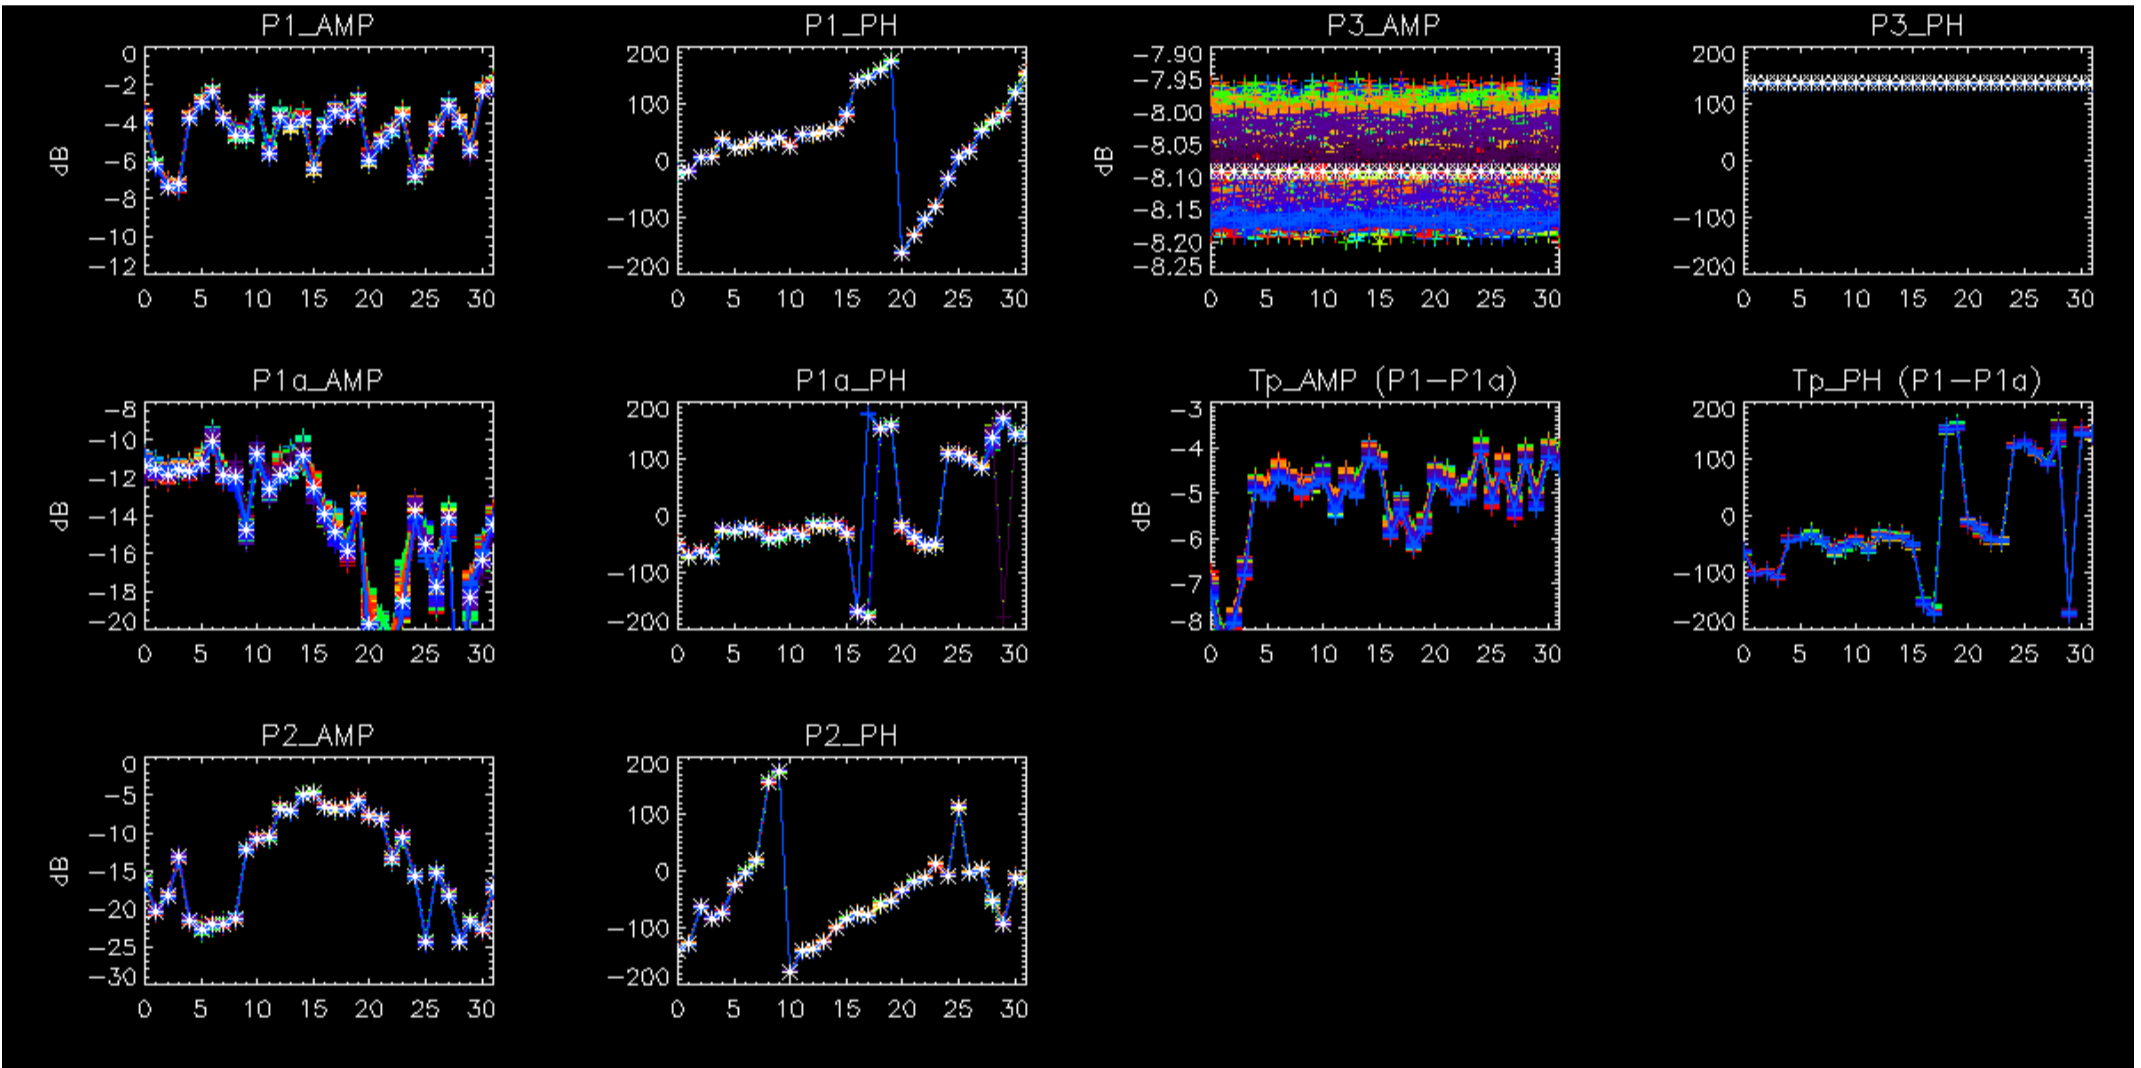 P1_AMP P1_PH P3_AMP P3_PH
0 200 -7.90 200
-2 100 -7.95 100
-4 0 -8.00 0
-6 -100 -8.05 -100
-8 -200 -8.10 -200
-10 -8.15
-12 -8.20
-8.25
dB dB
0 5 10 15 20 25 30 0 5 10 15 20 25 30 0 5 10 15 20 25 30 0 5 10 15 20 25 30
P1a_AMP P1a_PH Tp_AMP (P1-P1a) Tp_PH (P1-P1a)
-8 200 -3 200
-10 100 -4 100
-12 0 -5 0
-14 -100 -6 -100
-16 -200 -7 -200
-18 -8
-20
dB dB
0 5 10 15 20 25 30 0 5 10 15 20 25 30 0 5 10 15 20 25 30 0 5 10 15 20 25 30
P2_AMP P2_PH
0 200
-5 100
-10 0
-15 -100
-20 -200
-25
-30
dB
0 5 10 15 20 25 30 0 5 10 15 20 25 30